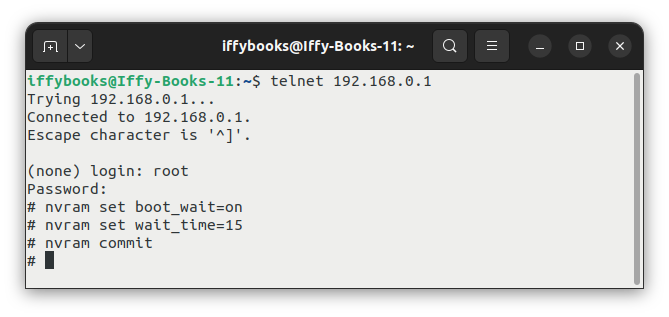 iffybooks@Iffy-Books-11: ~
iffybooks@Iffy-Books-11:~$ telnet 192.168.0.1
Trying 192.168.0.1...
Connected to 192.168.0.1.
Escape character is '^]'.
(none) login: root
Password:
# nvram set boot_wait=on
# nvram set wait_time=15
# nvram commit
#